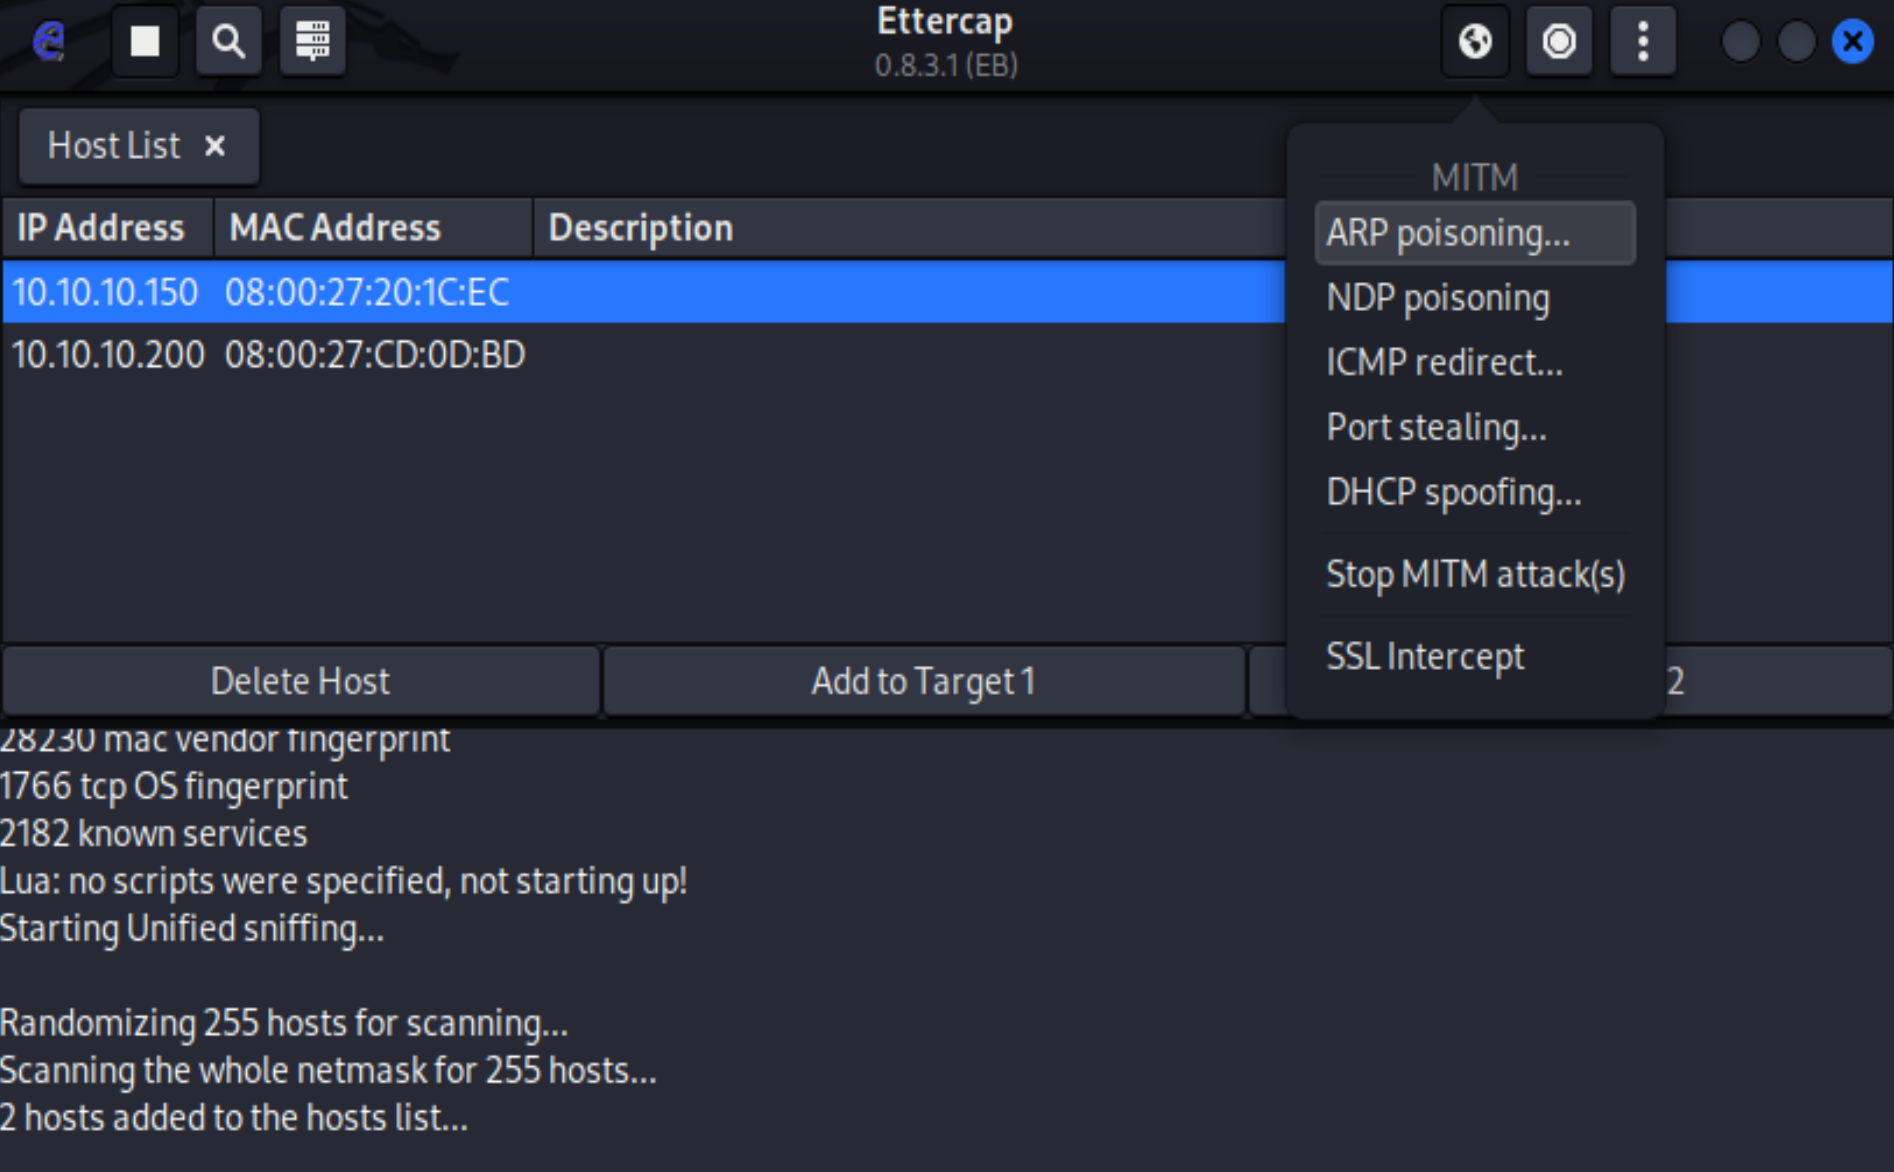 Ettercap
0.8.3.1 (EB)
Host List
MITM
IP Address MAC Address Description
ARP poisoning...
10.10.10.150 08:00:27:20:1C:EC
NDP poisoning
10.10.10.200 08:00:27:CD:0D:BD
ICMP redirect...
Port stealing...
DHCP spoofing...
Stop MITM attack(s)
SSL Intercept
Delete Host Add to Target 1 2
28230 mac vendor fingerprint
1766 tcp OS fingerprint
2182 known services
Lua: no scripts were specified, not starting up!
Starting Unified sniffing...
Randomizing 255 hosts for scanning...
Scanning the whole netmask for 255 hosts...
2 hosts added to the hosts list...